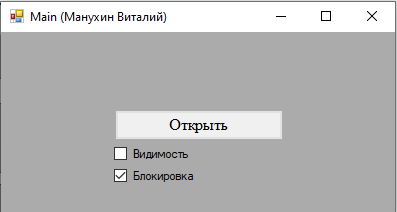 Main (Манухин Виталий)
Открыть
Видимость
Блокировка